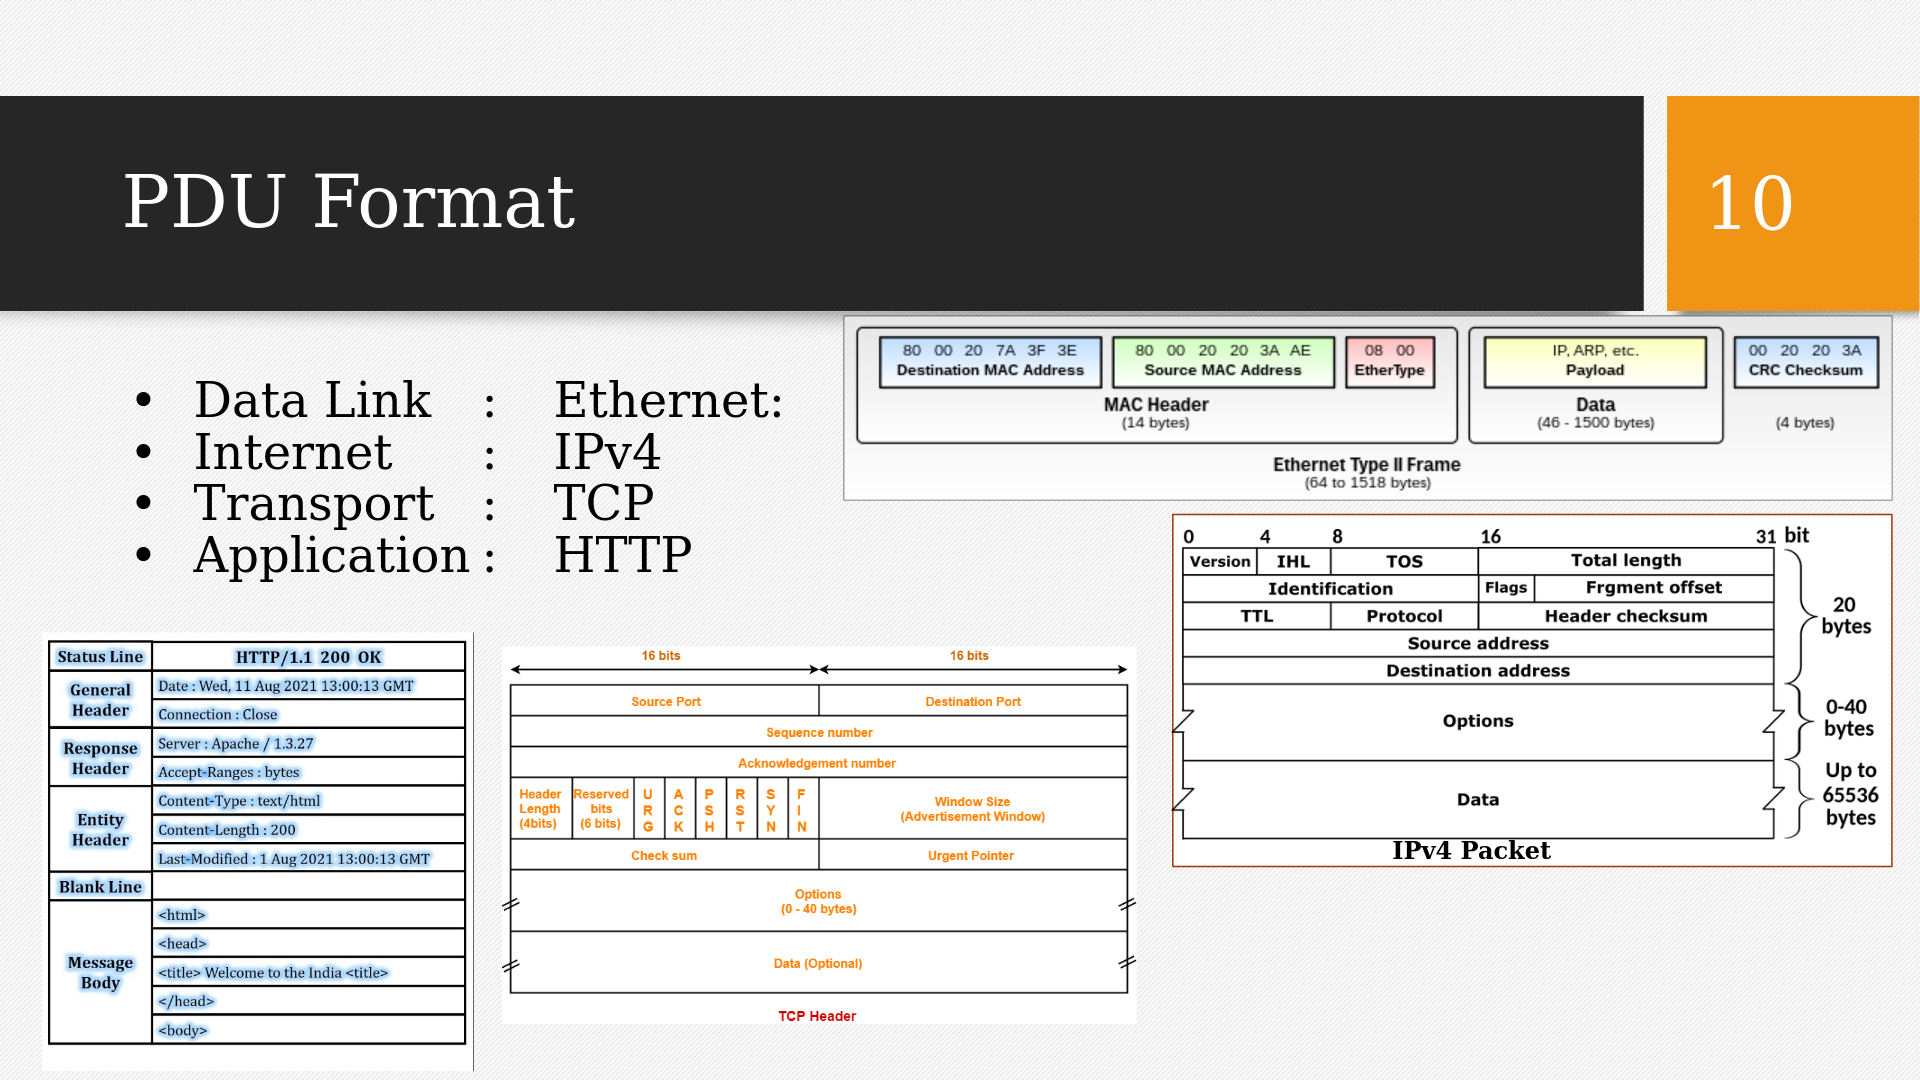 PDU Format
10
• Data Link : Ethernet:
• Internet : IPv4
• Transport : TCP
• Application : HTTP
80 00 20 7A 3F 3E
Destination MAC Address
80 00 20 20 3A AE
Source MAC Address
08 00
EtherType
MAC Header
(14 bytes)
IP, ARP, etc.
Payload
Data
(46 - 1500 bytes)
00 20 20 3A
CRC Checksum
(4 bytes)
Ethernet Type II Frame
(64 to 1518 bytes)
0 4 8 16 31 bit
Version IHL TOS Total length
Identification Flags Frgment offset
TTL Protocol Header checksum
Source address
Destination address
20
bytes
Options
0-40
bytes
Data
Up to
65536
bytes
IPv4 Packet
Status Line HTTP/1.1 200 OK
General
Header
Date : Wed, 11 Aug 2021 13:00:13 GMT
Connection : Close
Response
Header
Server : Apache / 1.3.27
Accept-Ranges : bytes
Entity
Header
Content-Type : text/html
Content-Length : 200
Last-Modified : 1 Aug 2021 13:00:13 GMT
Blank Line
Message
Body
<html>
<head>
<title> Welcome to the India <title>
</head>
<body>
16 bits 16 bits
Source Port Destination Port
Sequence number
Acknowledgement number
Header
Length
(4bits)
Reserved
bits
(6 bits)
URG
ACK
PSH
RST
SYN
FIN
Window Size
(Advertisement Window)
Check sum Urgent Pointer
Options
(0 - 40 bytes)
Data (Optional)
TCP Header